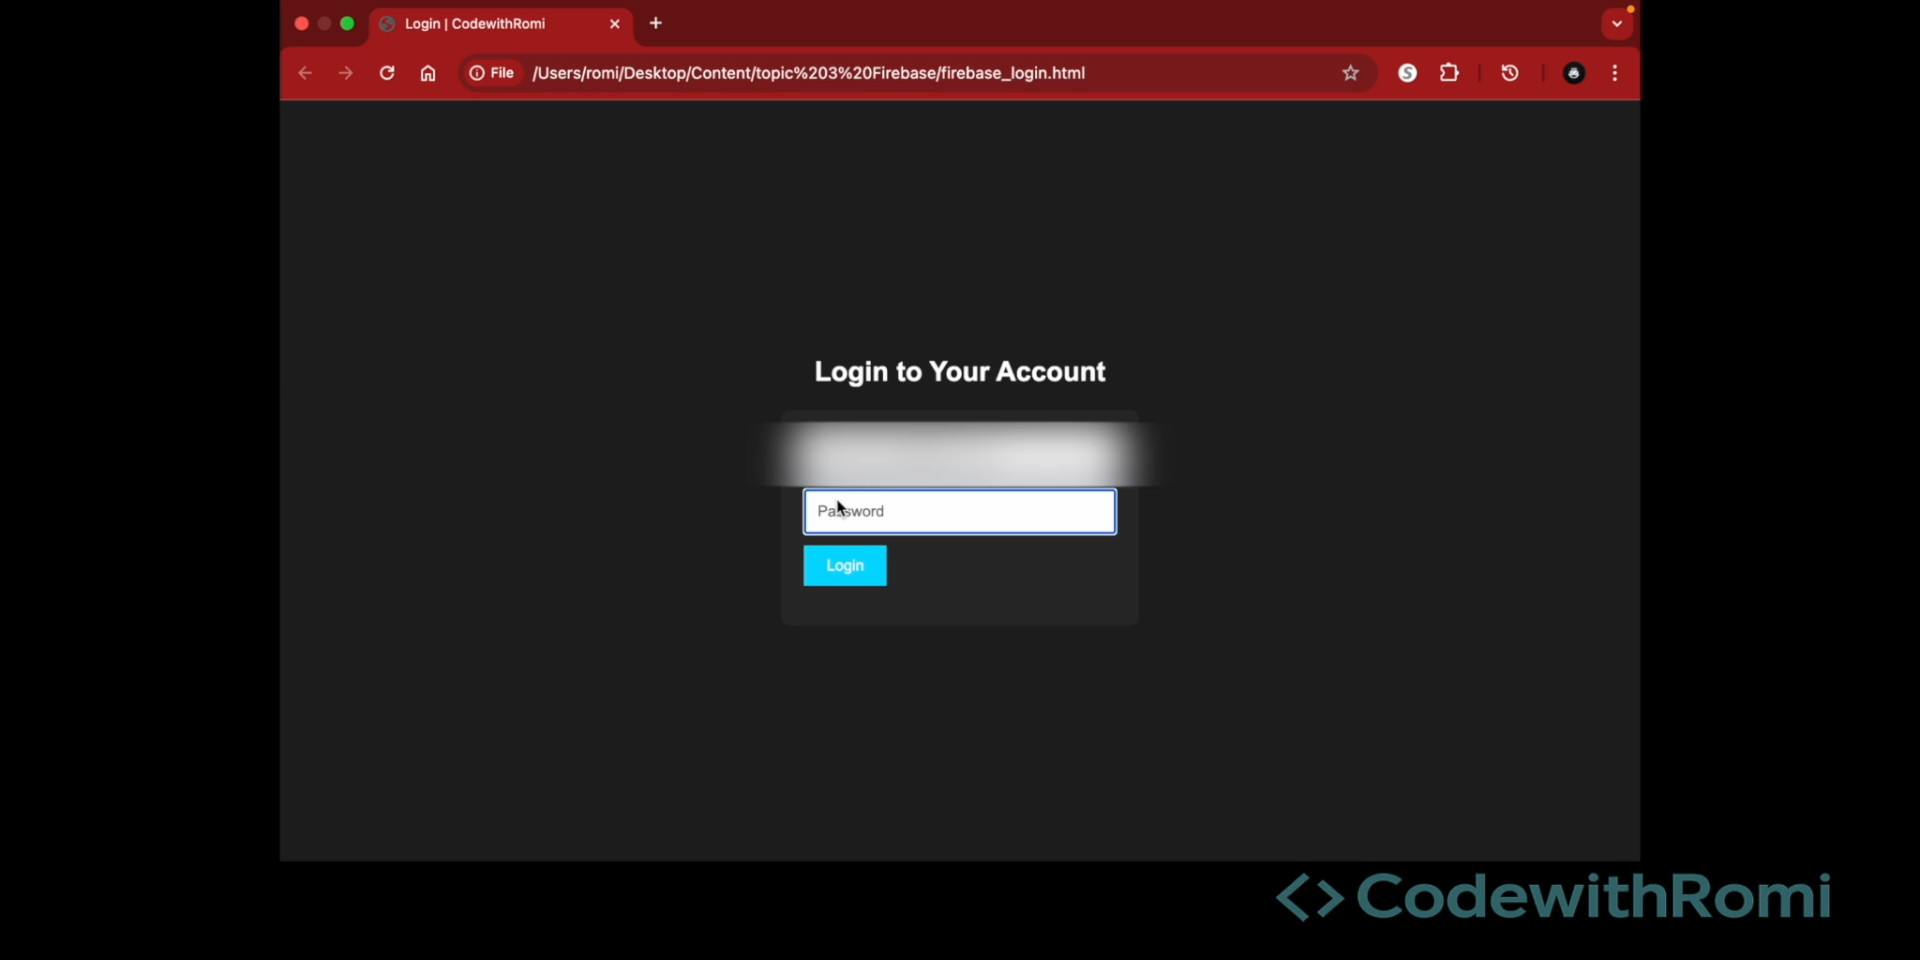 Login | CodewithRomi
File /Users/romi/Desktop/Content/topic%203%20Firebase/firebase_login.html
Login to Your Account
Password
Login
<> CodewithRomi